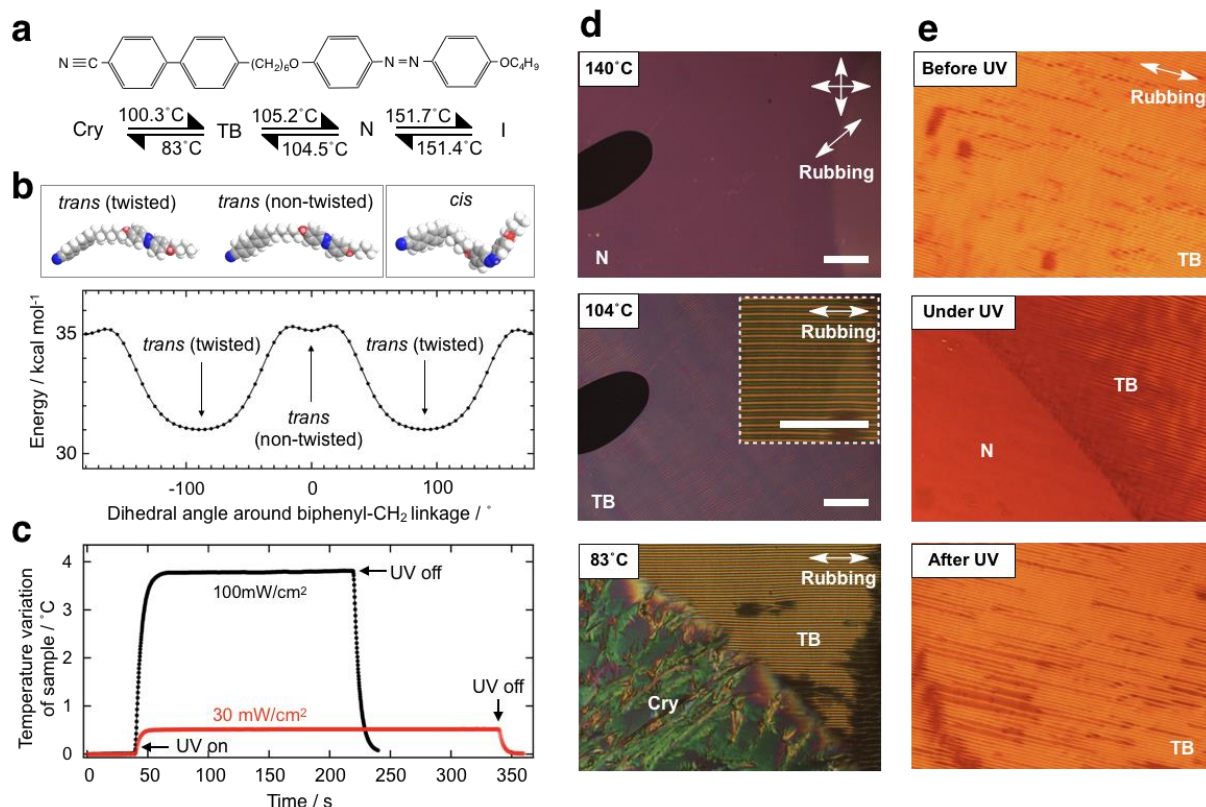 a
N≡C
(CH₂)₆O
N=N
OC₄H₉
Cry
100.3˚C
83˚C
TB
105.2˚C
104.5˚C
N
151.7˚C
151.4˚C
I
b
trans (twisted)
trans (non-twisted)
cis
Energy / kcal mol⁻¹
35
30
trans (twisted)
trans (twisted)
trans
(non-twisted)
-100
0
100
Dihedral angle around biphenyl-CH₂ linkage / ˚
c
Temperature variation
of sample / ˚C
4
3
2
1
0
UV off
100mW/cm²
UV off
30 mW/cm²
UV on
0
50
100
150
200
250
300
350
Time / s
d
140˚C
Rubbing
N
104˚C
Rubbing
TB
83˚C
Rubbing
TB
Cry
e
Before UV
Rubbing
TB
Under UV
TB
N
After UV
TB